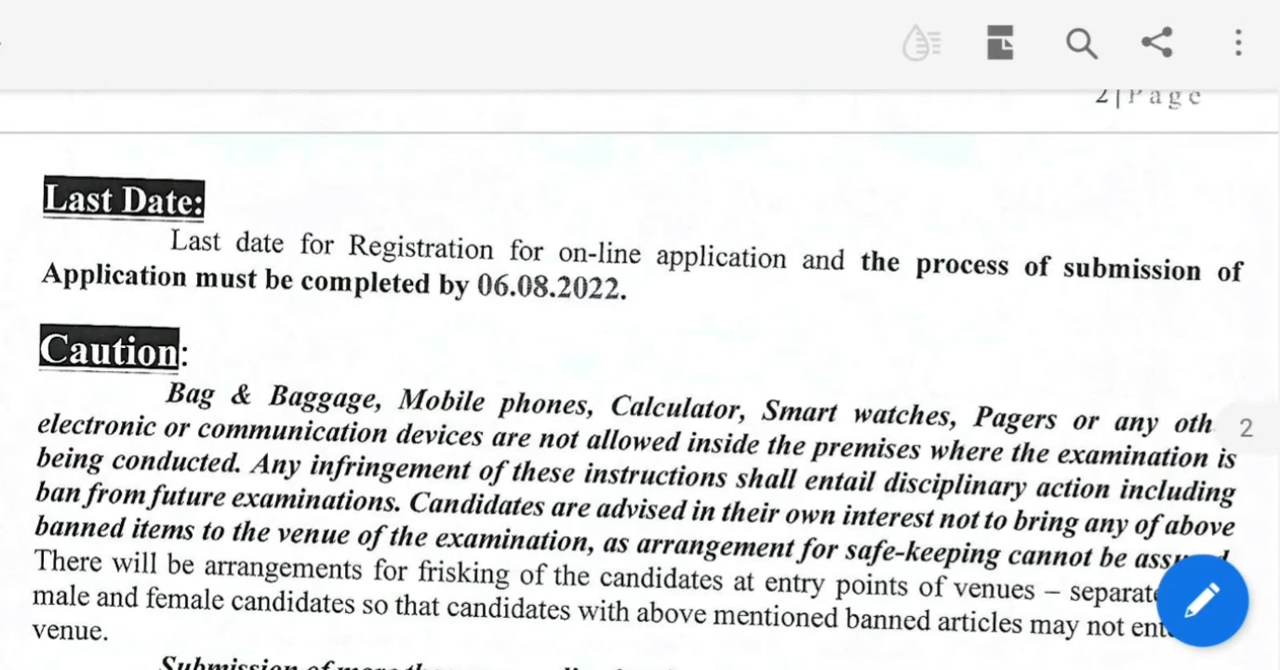 2 | Page
Last Date:
Last date for Registration for on-line application and the process of submission of
Application must be completed by 06.08.2022.
Caution:
Bag & Baggage, Mobile phones, Calculator, Smart watches, Pagers or any oth
2
electronic or communication devices are not allowed inside the premises where the examination is
being conducted. Any infringement of these instructions shall entail disciplinary action including
ban from future examinations. Candidates are advised in their own interest not to bring any of above
banned items to the venue of the examination, as arrangement for safe-keeping cannot be
There will be arrangements for frisking of the candidates at entry points of venues – separate
male and female candidates so that candidates with above mentioned banned articles may not
venue.
Submission of more